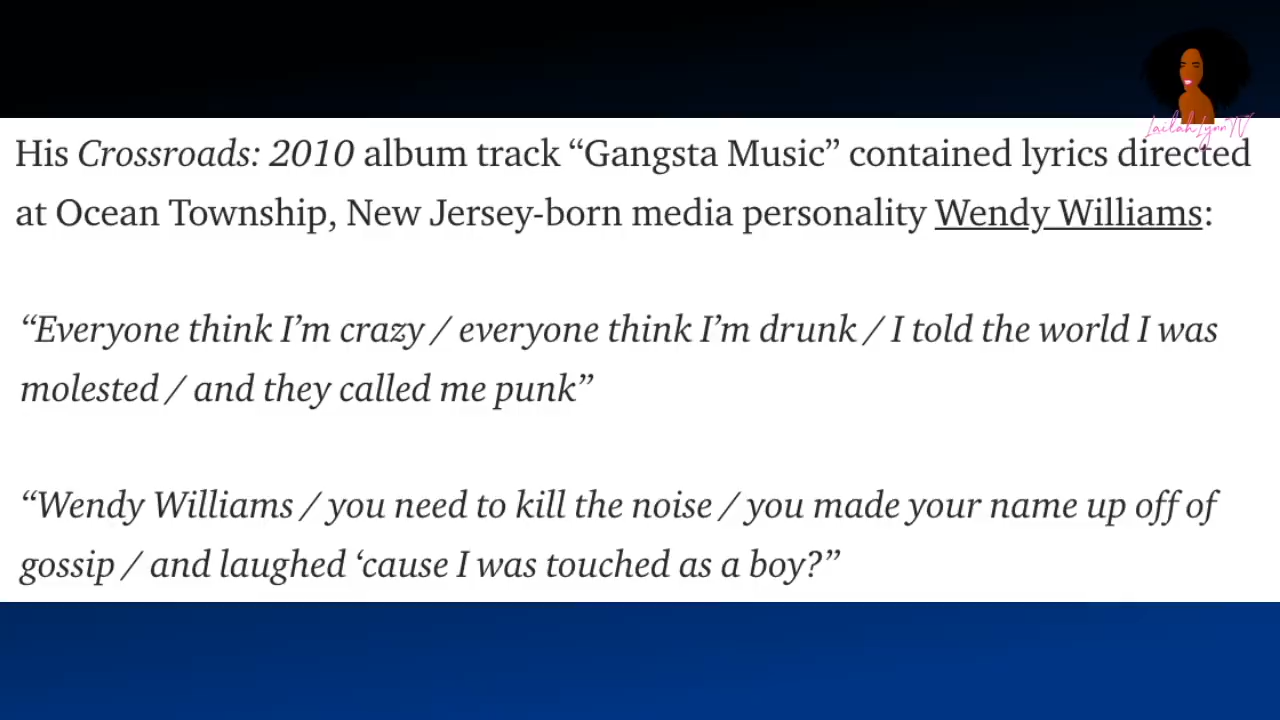 LailahLynnTV
His Crossroads: 2010 album track “Gangsta Music” contained lyrics directed
at Ocean Township, New Jersey-born media personality Wendy Williams:
“Everyone think I’m crazy / everyone think I’m drunk / I told the world I was
molested / and they called me punk”
“Wendy Williams / you need to kill the noise / you made your name up off of
gossip / and laughed ‘cause I was touched as a boy?”